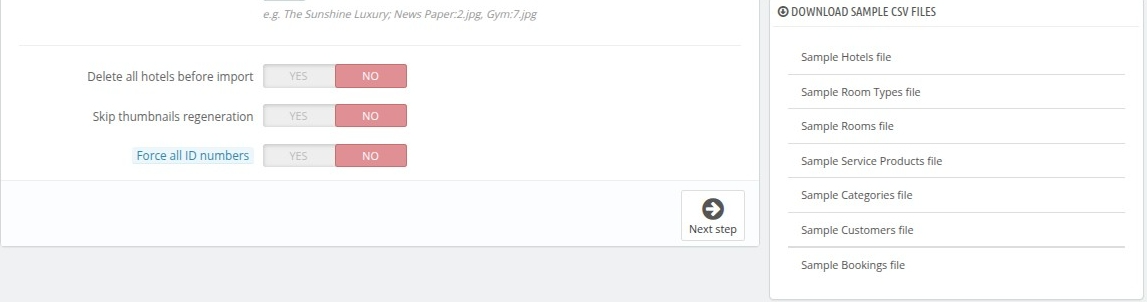 e.g. The Sunshine Luxury; News Paper:2.jpg, Gym:7.jpg
Delete all hotels before import YES NO
Skip thumbnails regeneration YES NO
Force all ID numbers YES NO
Next step
DOWNLOAD SAMPLE CSV FILES
Sample Hotels file
Sample Room Types file
Sample Rooms file
Sample Service Products file
Sample Categories file
Sample Customers file
Sample Bookings file